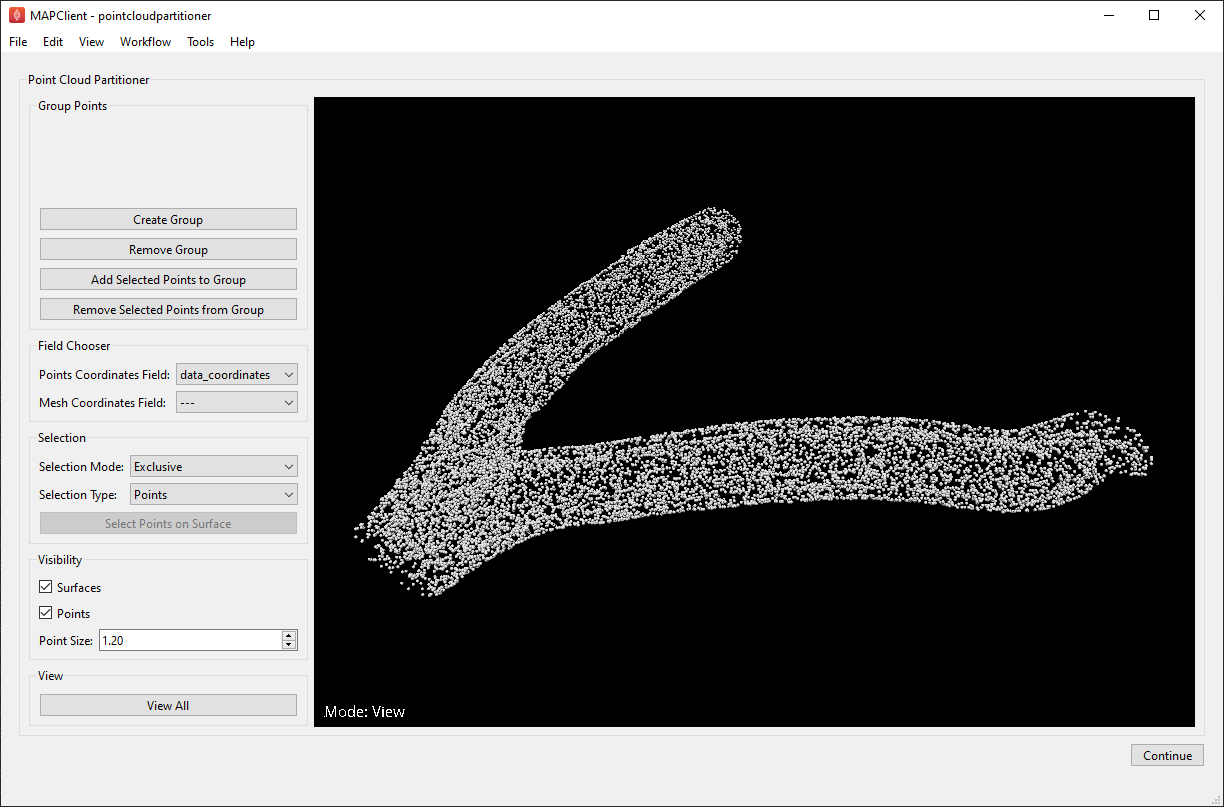 MAPClient - pointcloudpartitioner
File Edit View Workflow Tools Help
Point Cloud Partitioner
Group Points
Create Group
Remove Group
Add Selected Points to Group
Remove Selected Points from Group
Field Chooser
Points Coordinates Field: data_coordinates
Mesh Coordinates Field: ---
Selection
Selection Mode: Exclusive
Selection Type: Points
Select Points on Surface
Visibility
Surfaces
Points
Point Size: 1.20
View
View All
Mode: View
Continue